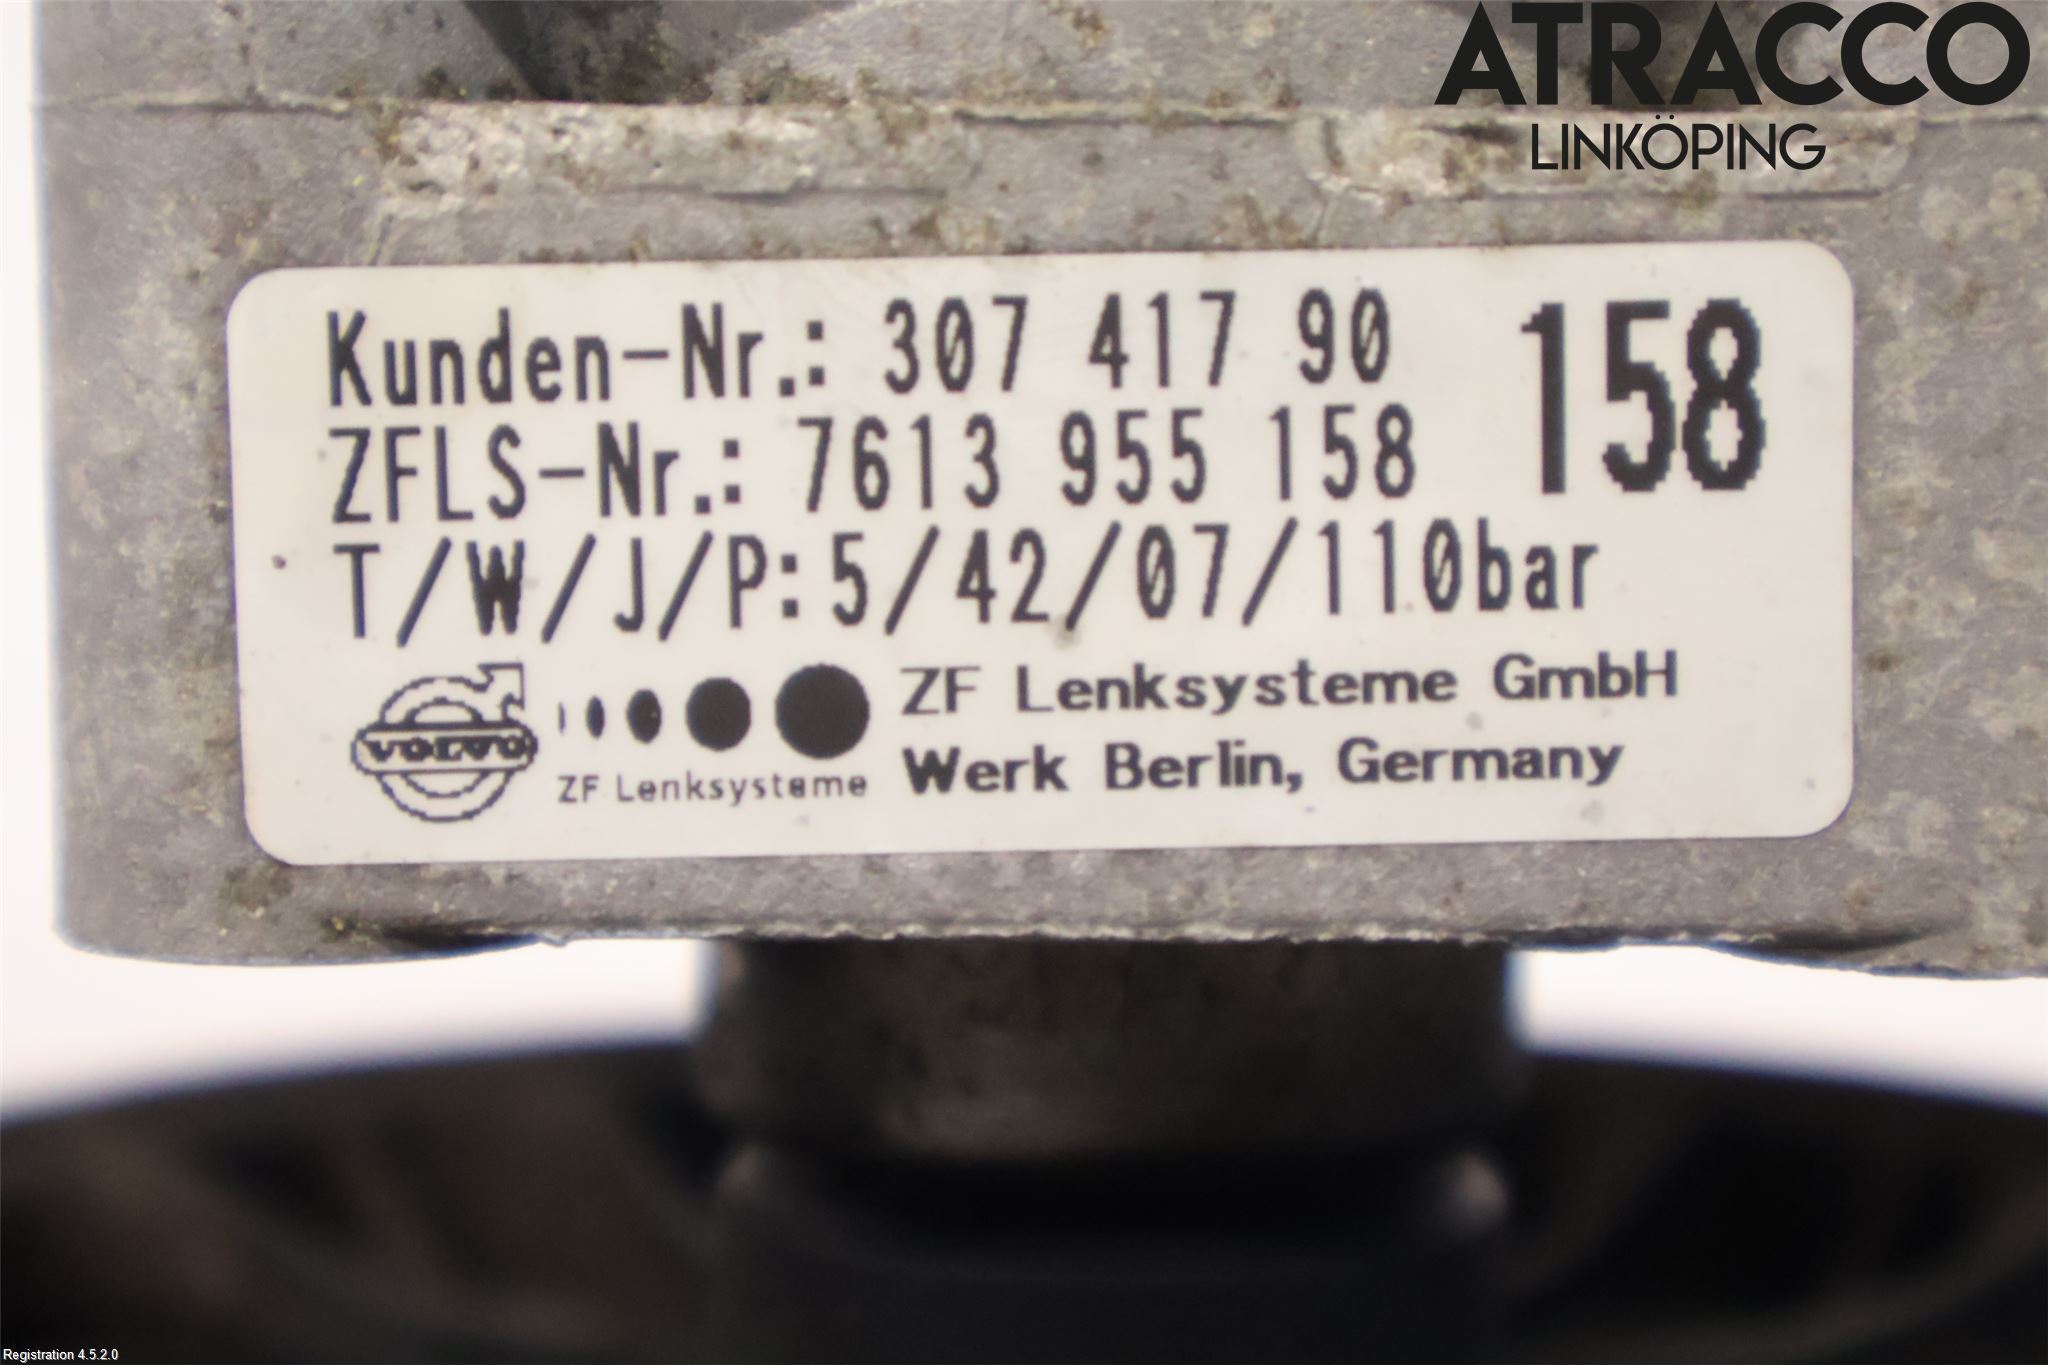 ATRACCO
LINKÖPING
Kunden-Nr.: 307 417 90
158
ZFLS-Nr.: 7613 955 158
T/W/J/P: 5/42/07/110bar
VOLVO
ZF Lenksysteme
ZF Lenksysteme GmbH
Werk Berlin, Germany
Registration 4.5.2.0